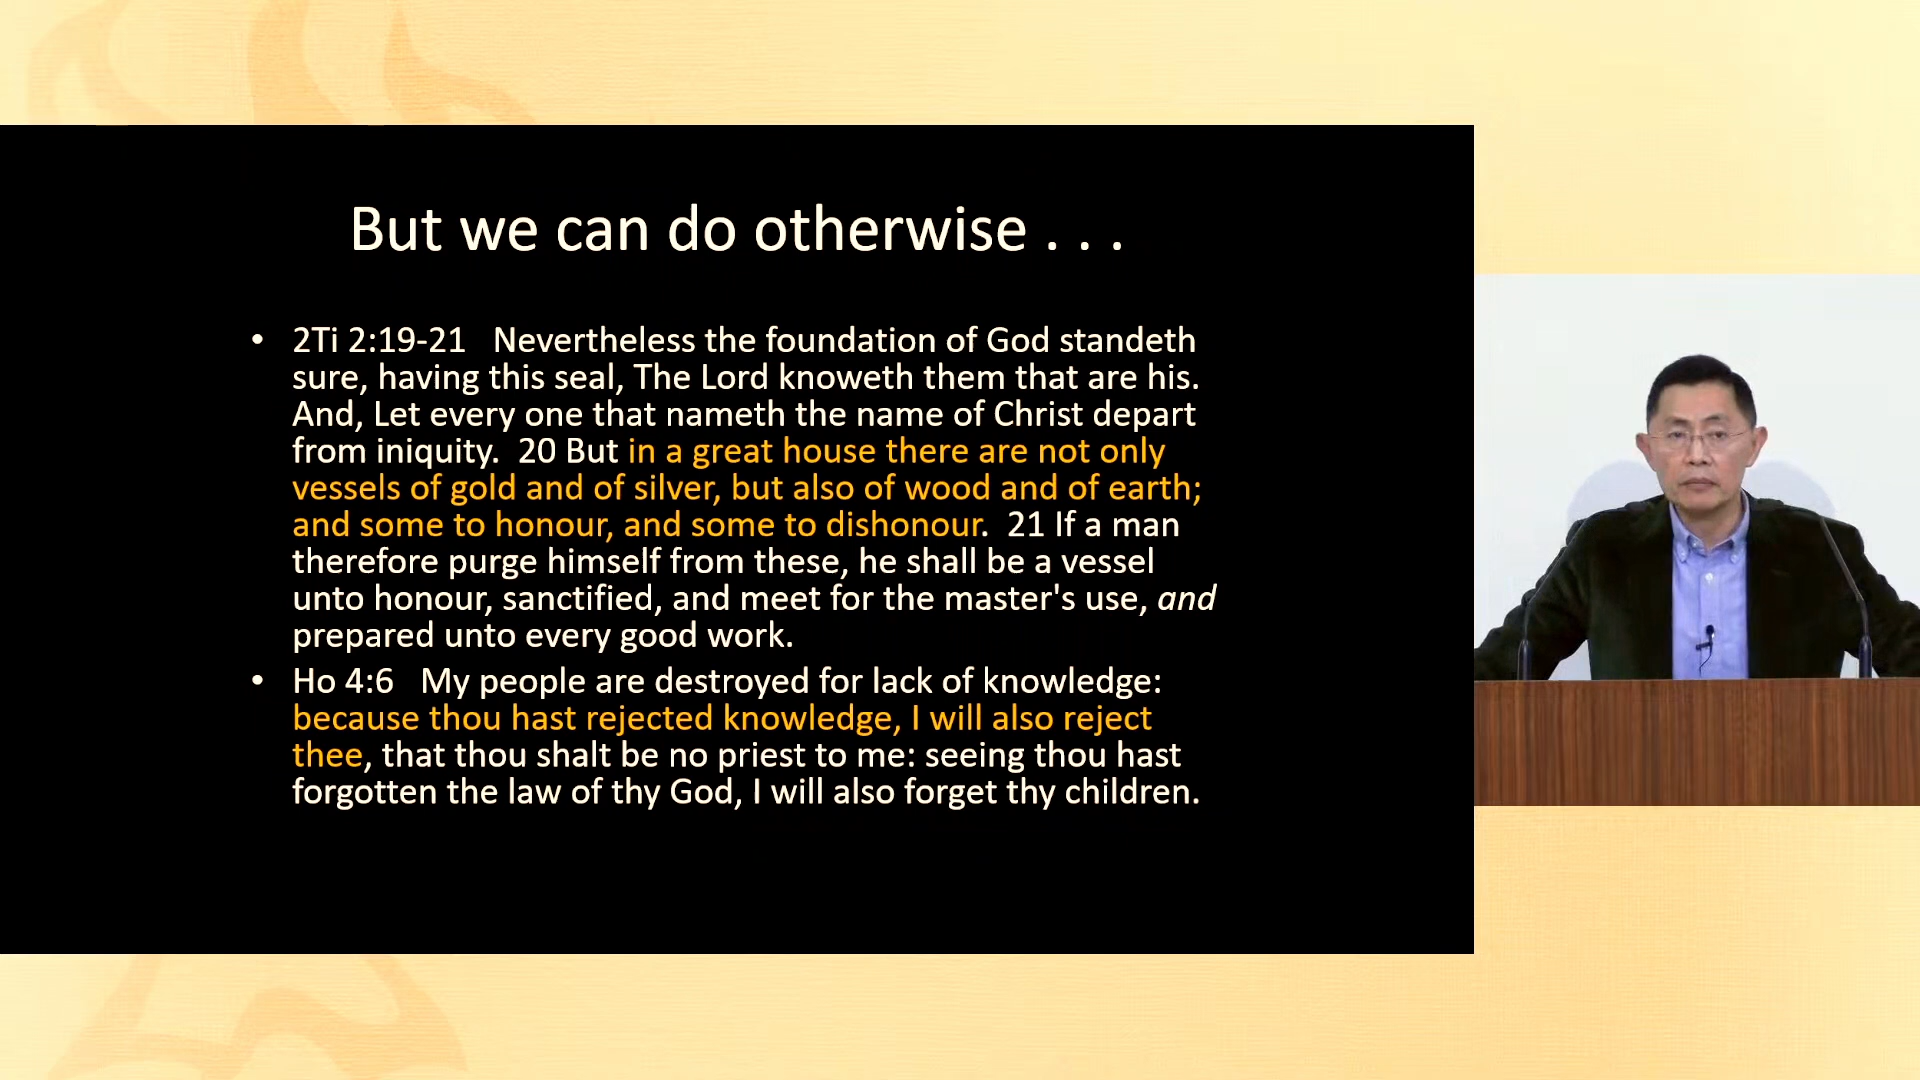 But we can do otherwise . . .
• 2Ti 2:19-21   Nevertheless the foundation of God standeth
sure, having this seal, The Lord knoweth them that are his.
And, Let every one that nameth the name of Christ depart
from iniquity.  20 But in a great house there are not only
vessels of gold and of silver, but also of wood and of earth;
and some to honour, and some to dishonour.  21 If a man
therefore purge himself from these, he shall be a vessel
unto honour, sanctified, and meet for the master's use, and
prepared unto every good work.
• Ho 4:6   My people are destroyed for lack of knowledge:
because thou hast rejected knowledge, I will also reject
thee, that thou shalt be no priest to me: seeing thou hast
forgotten the law of thy God, I will also forget thy children.